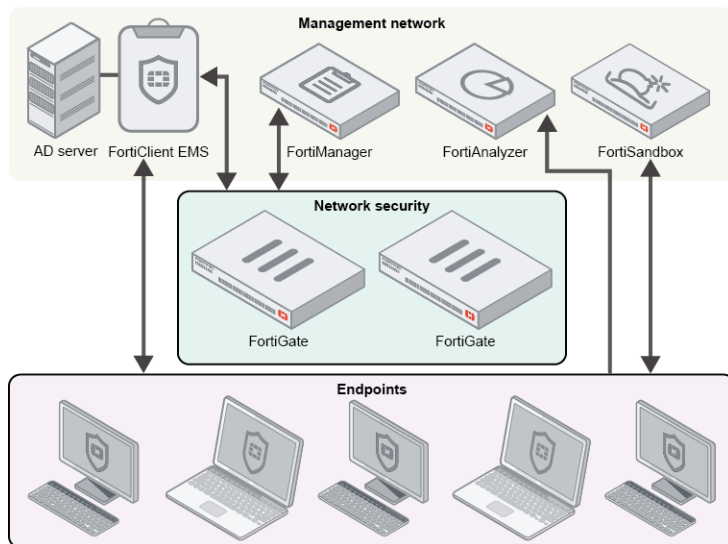 Management network
AD server
FortiClient EMS
FortiManager
FortiAnalyzer
FortiSandbox
Network security
FortiGate
FortiGate
Endpoints